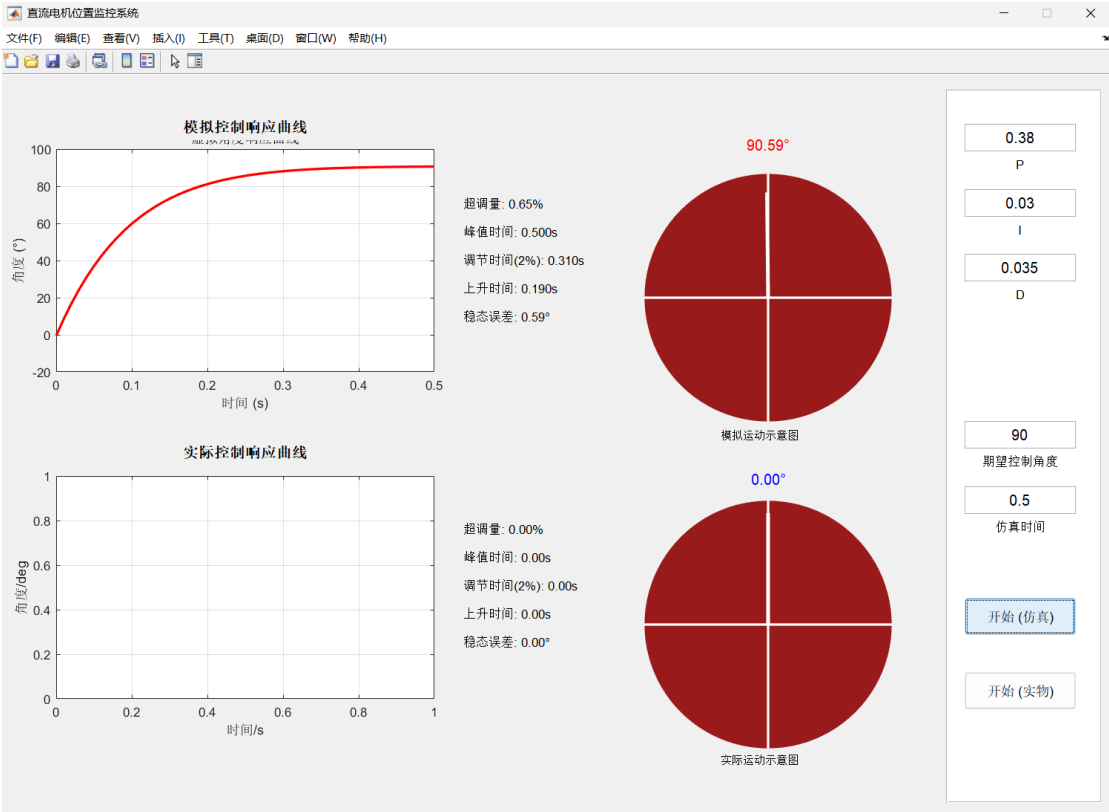 直流电机位置监控系统
文件(F) 编辑(E) 查看(V) 插入(I) 工具(T) 桌面(D) 窗口(W) 帮助(H)
模拟控制响应曲线
虚拟角度响应曲线
100
80
60
40
20
0
-20
角度 (°)
0 0.1 0.2 0.3 0.4 0.5
时间 (s)
超调量: 0.65%
峰值时间: 0.500s
调节时间(2%): 0.310s
上升时间: 0.190s
稳态误差: 0.59°
90.59°
模拟运动示意图
实际控制响应曲线
1
0.8
0.6
0.4
0.2
0
角度/deg
0 0.2 0.4 0.6 0.8 1
时间/s
超调量: 0.00%
峰值时间: 0.00s
调节时间(2%): 0.00s
上升时间: 0.00s
稳态误差: 0.00°
0.00°
实际运动示意图
0.38
P
0.03
I
0.035
D
90
期望控制角度
0.5
仿真时间
开始 (仿真)
开始 (实物)